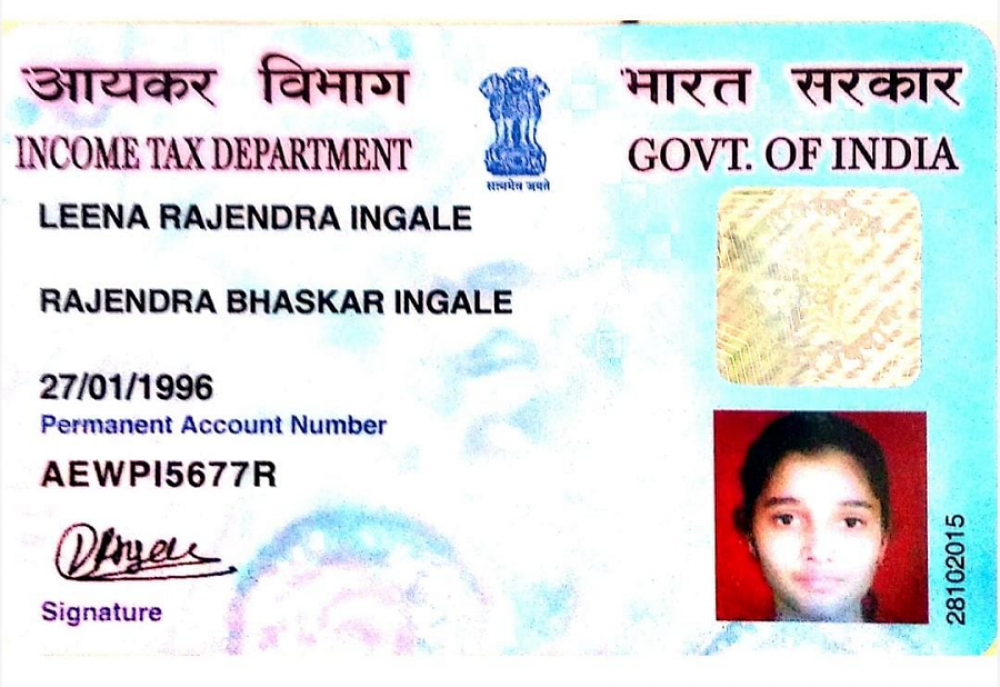 आयकर विभाग
INCOME TAX DEPARTMENT
सत्यमेव जयते
भारत सरकार
GOVT. OF INDIA
LEENA RAJENDRA INGALE
RAJENDRA BHASKAR INGALE
27/01/1996
Permanent Account Number
AEWPI5677R
Signature
28102015